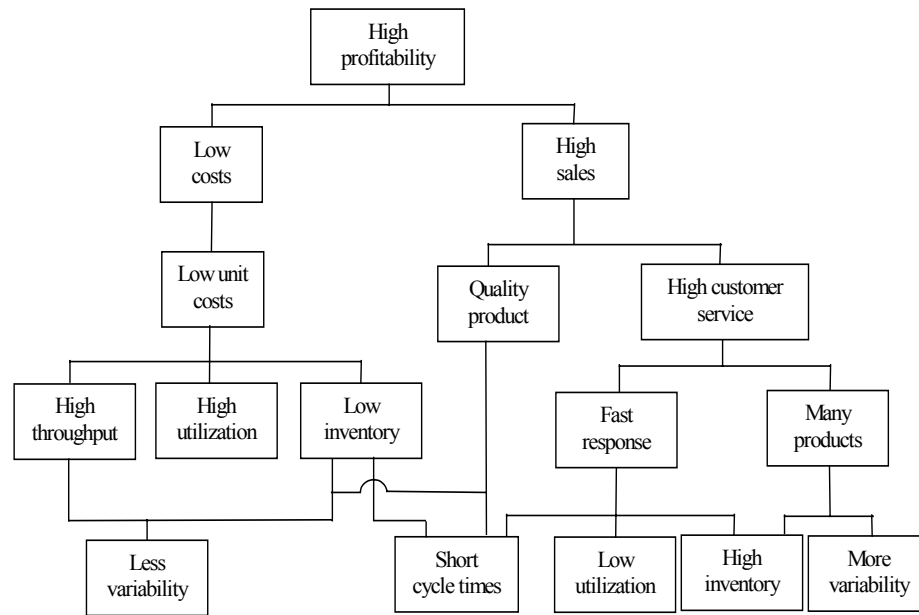 High
profitability
Low
costs
High
sales
Low unit
costs
Quality
product
High customer
service
High
throughput
High
utilization
Low
inventory
Fast
response
Many
products
Less
variability
Short
cycle times
Low
utilization
High
inventory
More
variability